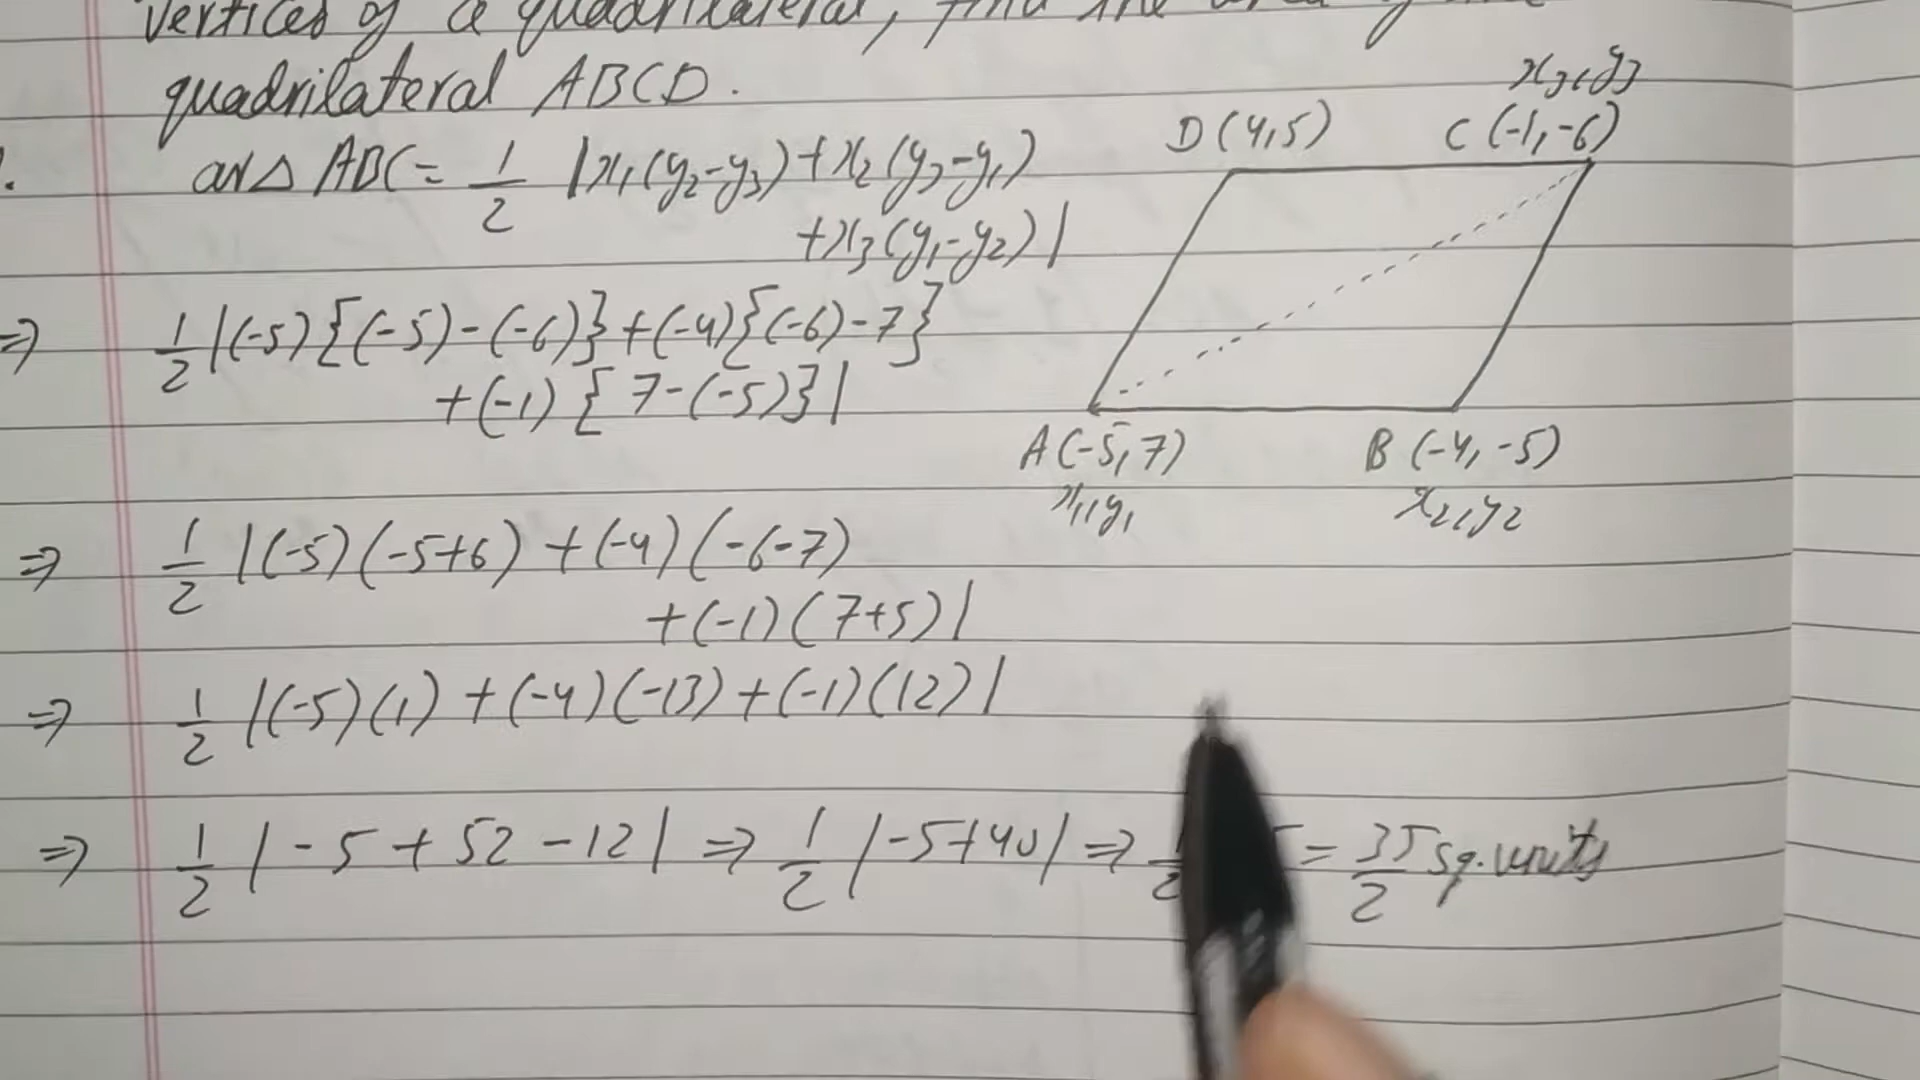 vertices of a quadrilateral, find the area of the
quadrilateral ABCD.
ar△ ABC = 1/2 |x₁(y₂-y₃)+x₂(y₃-y₁)
+x₃(y₁-y₂)|
⇒ 1/2 |(-5){(-5)-(-6)}+(-4){(-6)-7}
+(-1){7-(-5)}|
⇒ 1/2 |(-5)(-5+6)+(-4)(-6-7)
+(-1)(7+5)|
⇒ 1/2 |(-5)(1)+(-4)(-13)+(-1)(12)|
⇒ 1/2 |-5+52-12| ⇒ 1/2 |-5+40| ⇒ = 35/2 sq.units
x₃,y₃
D(4,5) C(-1,-6)
A(-5,7) B(-4,-5)
x₁,y₁ x₂,y₂